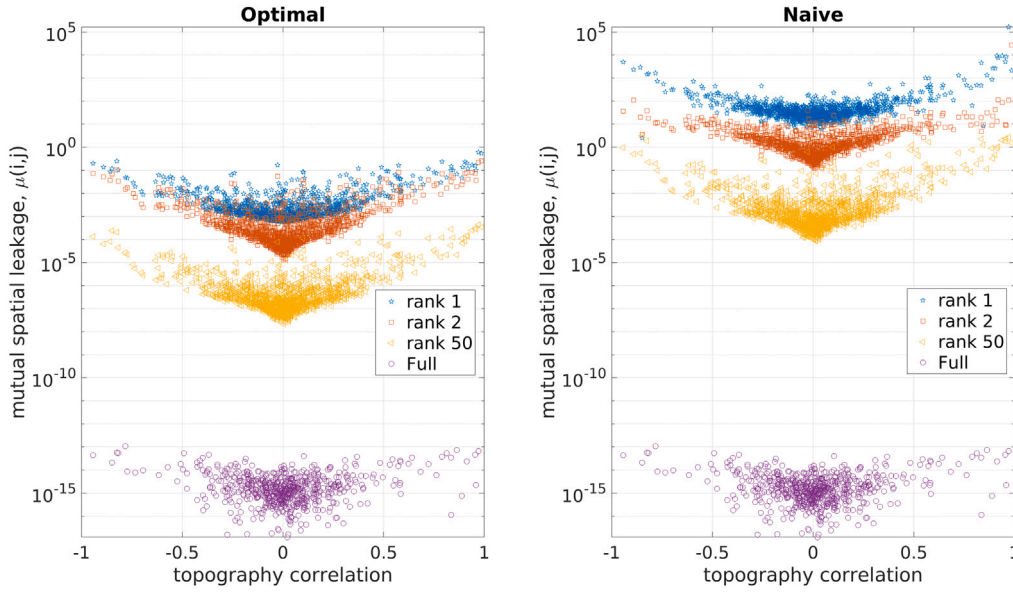 Optimal
mutual spatial leakage, μ(i,j)
10^5
10^0
10^-5
10^-10
10^-15
rank 1
rank 2
rank 50
Full
-1
-0.5
0
0.5
1
topography correlation
Naive
mutual spatial leakage, μ(i,j)
10^5
10^0
10^-5
10^-10
10^-15
rank 1
rank 2
rank 50
Full
-1
-0.5
0
0.5
1
topography correlation